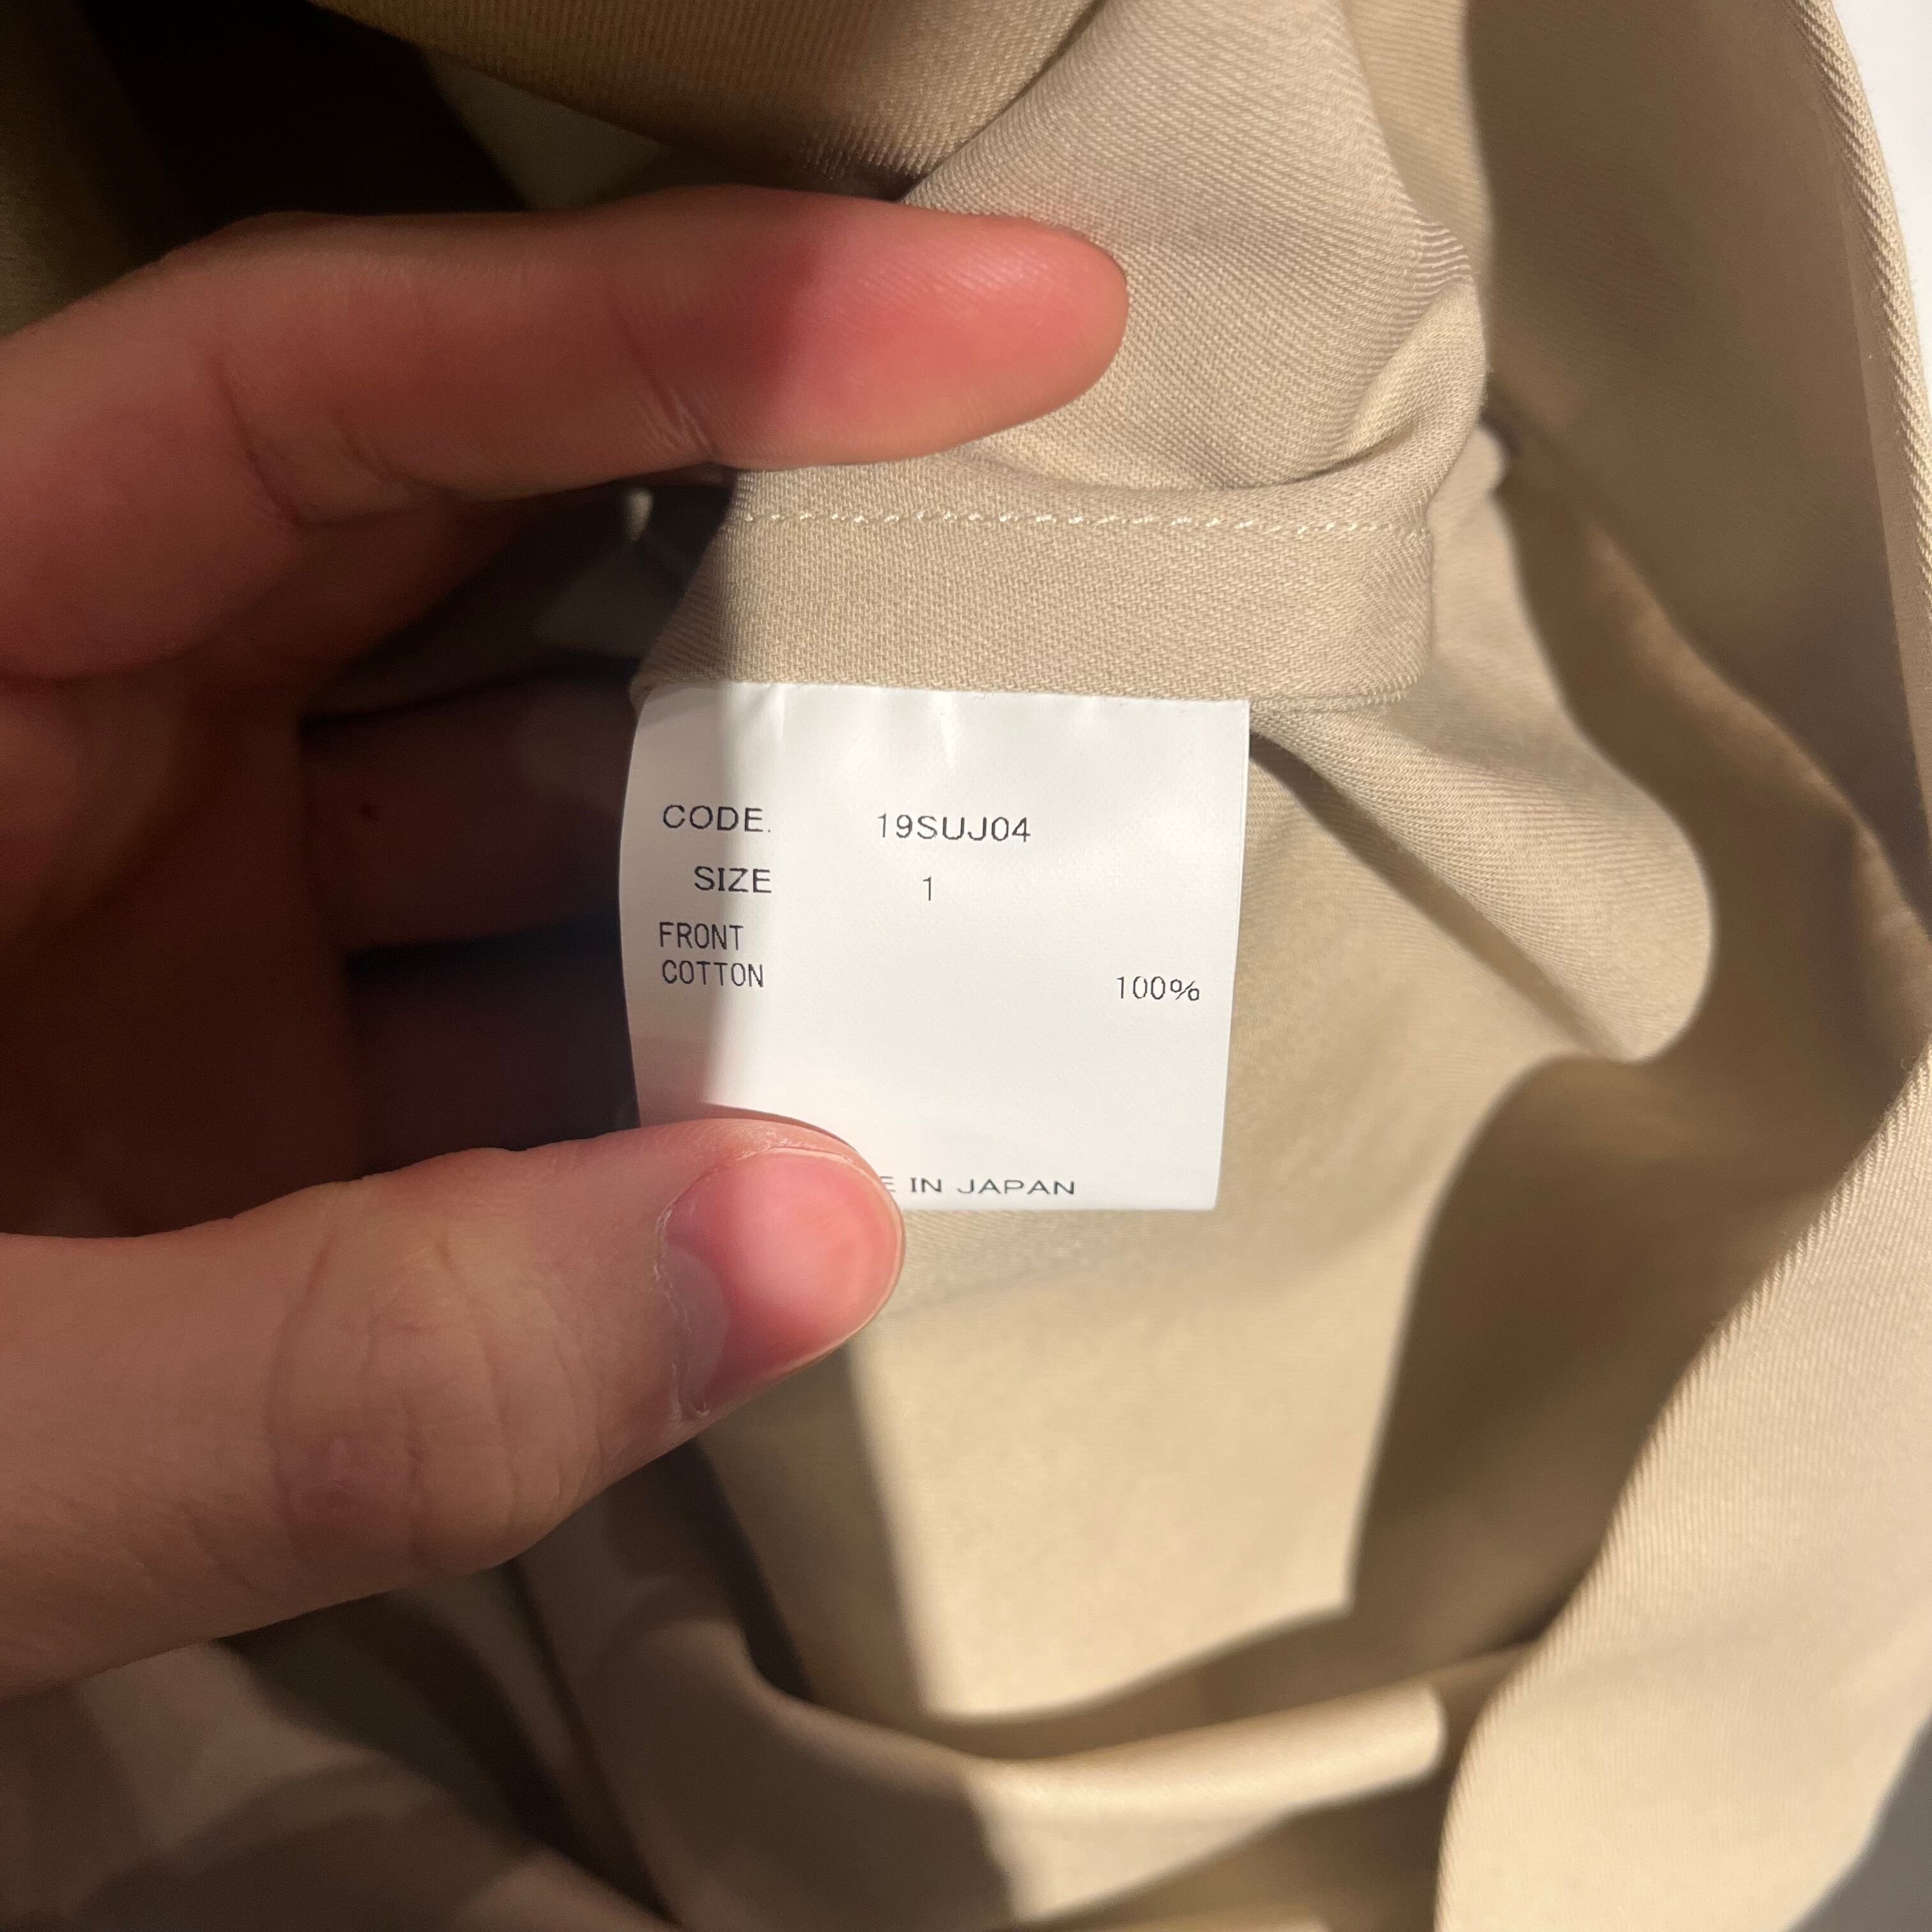 CODE. 19SUJ04
SIZE 1
FRONT
COTTON 100%
IN JAPAN